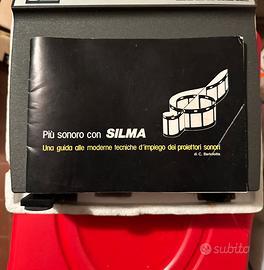 Più sonoro con SILMA
Una guida alle moderne tecniche d'impiego dei proiettori sonori
di C. Bertolotto
subito